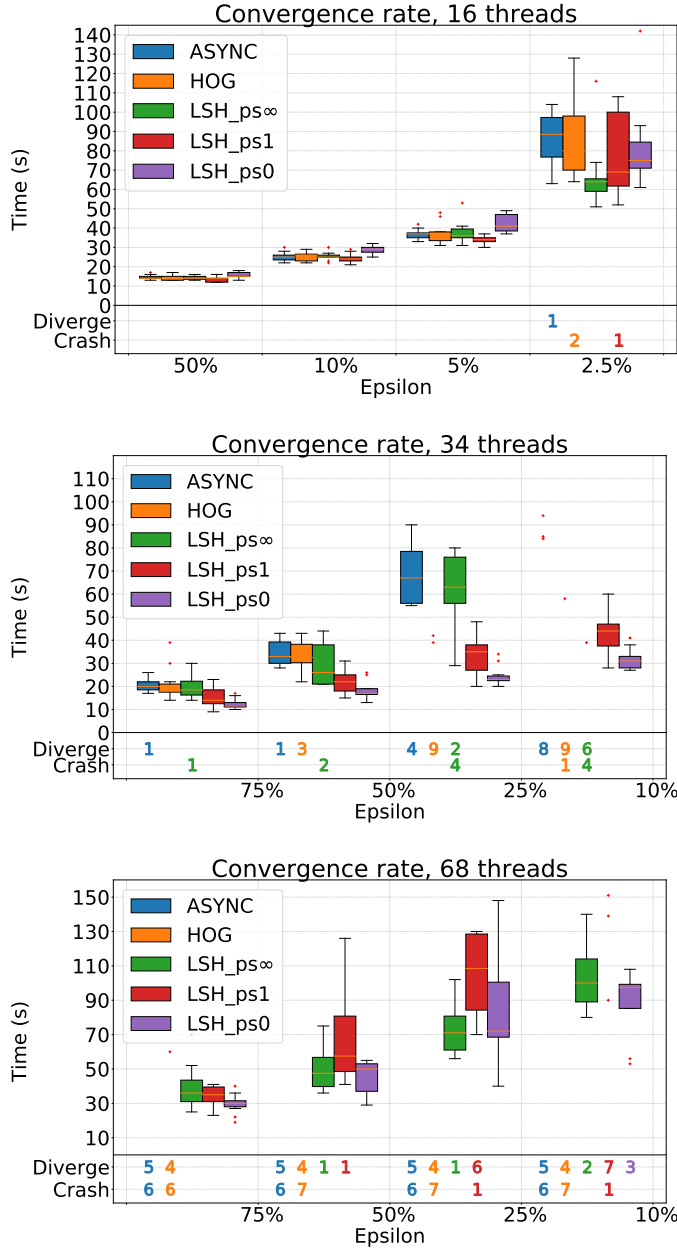 Convergence rate, 16 threads
140
130
120
110
100
90
80
70
60
50
40
30
20
10
0
Time (s)
ASYNC
HOG
LSH_ps∞
LSH_ps1
LSH_ps0
Diverge 1
Crash 2 1
50% 10% 5% 2.5%
Epsilon
Convergence rate, 34 threads
110
100
90
80
70
60
50
40
30
20
10
0
Time (s)
ASYNC
HOG
LSH_ps∞
LSH_ps1
LSH_ps0
Diverge 1 1 3 4 9 2 8 9 6
Crash 1 2 4 1 4
75% 50% 25% 10%
Epsilon
Convergence rate, 68 threads
150
130
110
90
70
50
30
10
Time (s)
ASYNC
HOG
LSH_ps∞
LSH_ps1
LSH_ps0
Diverge 5 4 5 4 1 1 5 4 1 6 5 4 2 7 3
Crash 6 6 6 7 6 7 1 6 7 1
75% 50% 25% 10%
Epsilon